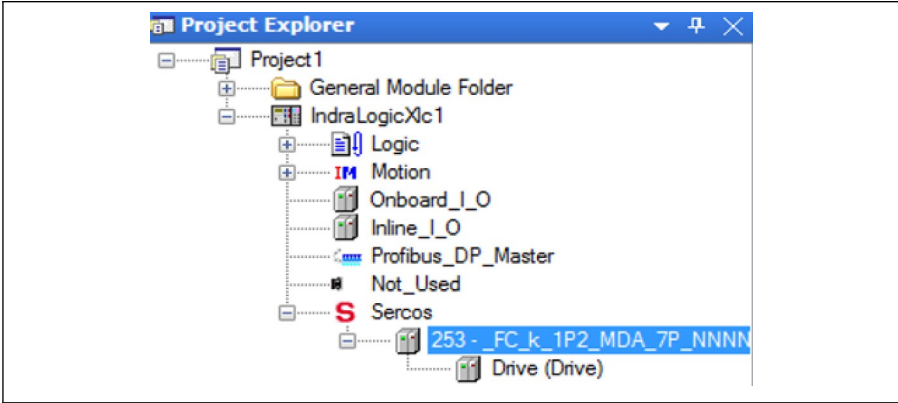 Project Explorer
Project1
General Module Folder
IndraLogicXlc1
Logic
IM Motion
Onboard_I_O
Inline_I_O
Profibus_DP_Master
Not_Used
S Sercos
253 - _FC_k_1P2_MDA_7P_NNNN
Drive (Drive)